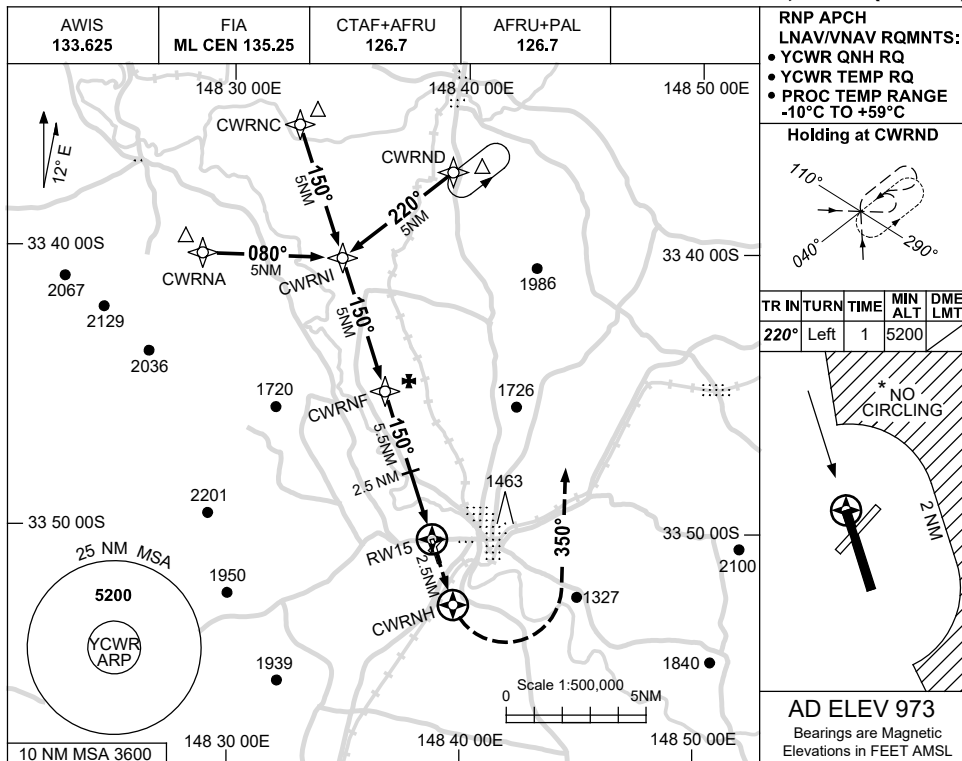 AWIS
133.625
FIA
ML CEN 135.25
CTAF+AFRU
126.7
AFRU+PAL
126.7
RNP APCH
LNAV/VNAV RQMNTS:
• YCWR QNH RQ
• YCWR TEMP RQ
• PROC TEMP RANGE
-10°C TO +59°C
148 30 00E
148 40 00E
148 50 00E
12° E
CWRNC
CWRND
150°
5NM
220°
5NM
33 40 00S
33 40 00S
CWRNA
080°
5NM
CWRNI
2067
2129
2036
1986
150°
5NM
1720
CWRNF
1726
150°
5.5NM
2.5 NM
1463
2201
33 50 00S
33 50 00S
RW15
350°
2100
2.5NM
1950
CWRNH
1327
1939
1840
25 NM MSA
5200
YCWR
ARP
10 NM MSA 3600
Scale 1:500,000
0
5NM
148 30 00E
148 40 00E
148 50 00E
Holding at CWRND
110°
040°
290°
TR IN
TURN
TIME
MIN ALT
DME LMT
220°
Left
1
5200
* NO
CIRCLING
2 NM
AD ELEV 973
Bearings are Magnetic
Elevations in FEET AMSL